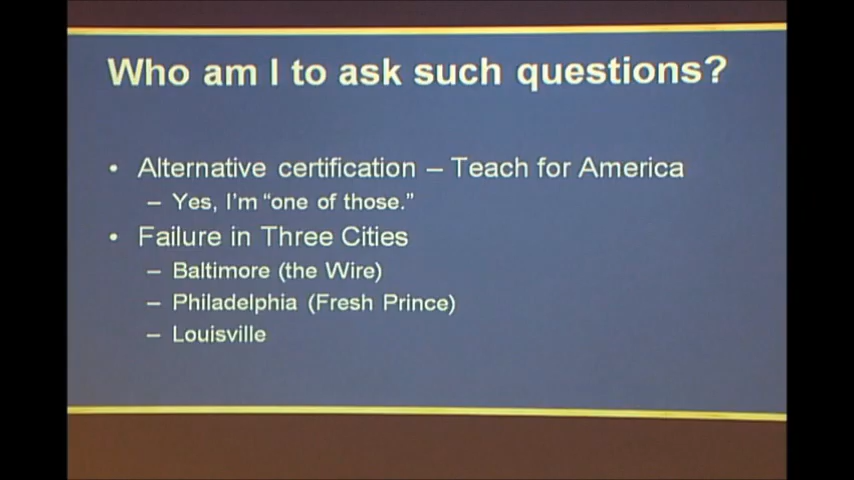 Who am I to ask such questions?
• Alternative certification – Teach for America
– Yes, I'm "one of those."
• Failure in Three Cities
– Baltimore (the Wire)
– Philadelphia (Fresh Prince)
– Louisville